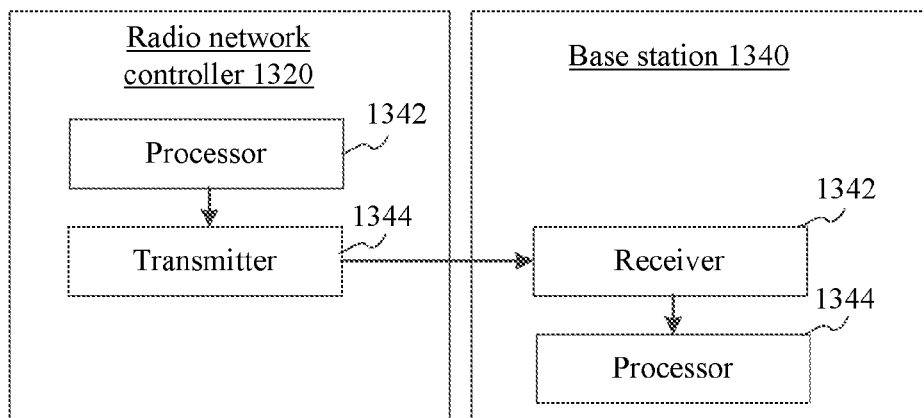 Radio network
controller 1320
1342
Processor
1344
Transmitter
Base station 1340
1342
Receiver
1344
Processor